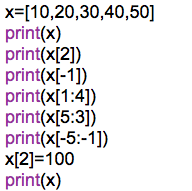 x=[10,20,30,40,50]
print(x)
print(x[2])
print(x[-1])
print(x[1:4])
print(x[5:3])
print(x[-5:-1])
x[2]=100
print(x)